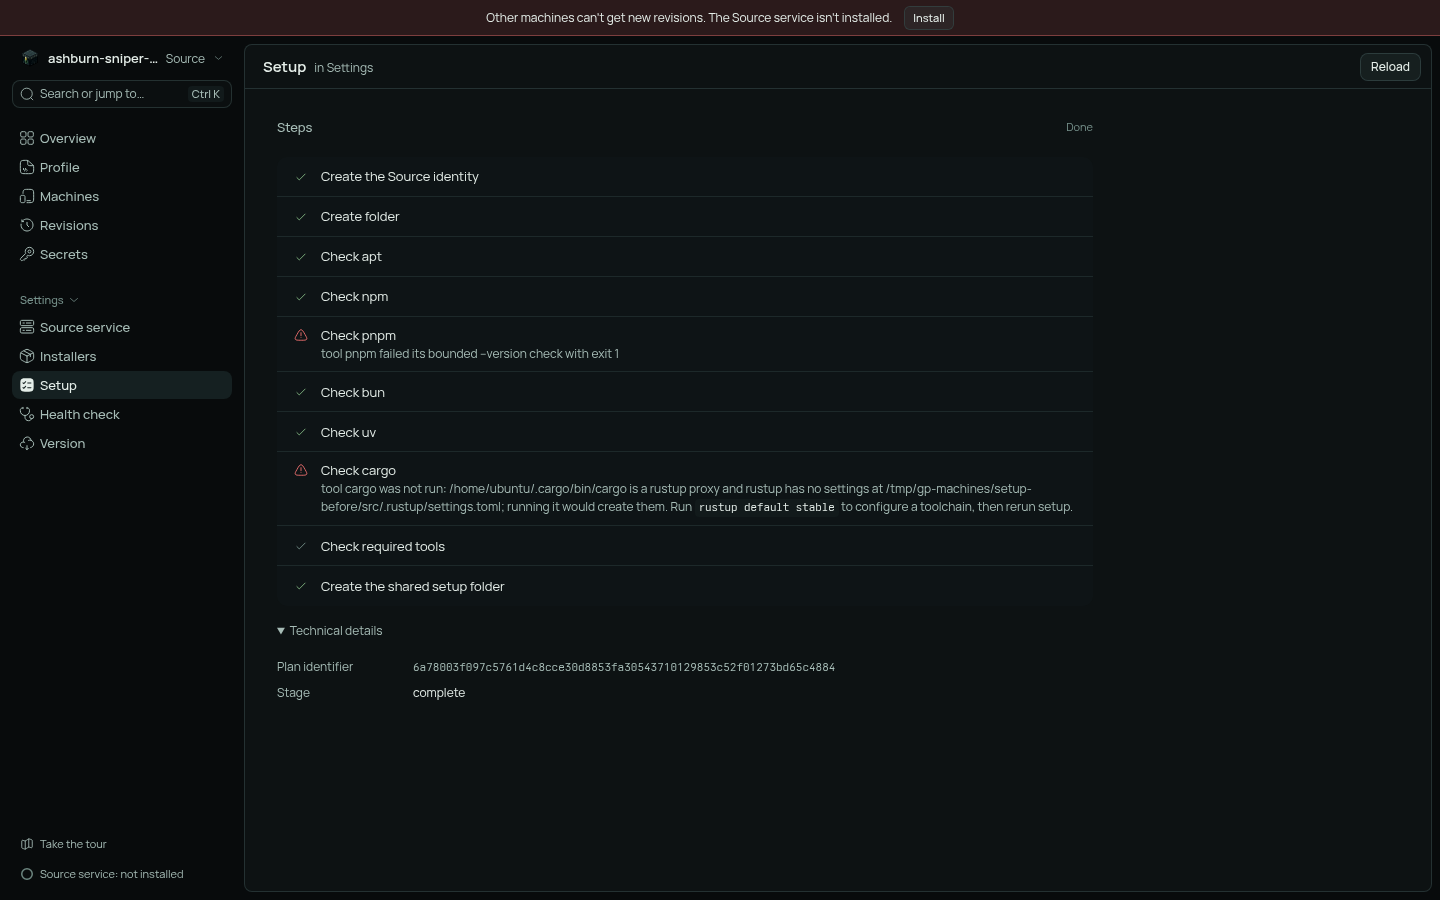 Other machines can't get new revisions. The Source service isn't installed.
Install
ashburn-sniper-... Source
Search or jump to... Ctrl K
Overview
Profile
Machines
Revisions
Secrets
Settings
Source service
Installers
Setup
Health check
Version
Take the tour
Source service: not installed
Setup in Settings
Reload
Steps
Done
Create the Source identity
Create folder
Check apt
Check npm
Check pnpm
tool pnpm failed its bounded --version check with exit 1
Check bun
Check uv
Check cargo
tool cargo was not run: /home/ubuntu/.cargo/bin/cargo is a rustup proxy and rustup has no settings at /tmp/gp-machines/setup-
before/src/.rustup/settings.toml; running it would create them. Run rustup default stable to configure a toolchain, then rerun setup.
Check required tools
Create the shared setup folder
Technical details
Plan identifier 6a78003f097c5761d4c8cce30d8853fa30543710129853c52f01273bd65c4884
Stage complete